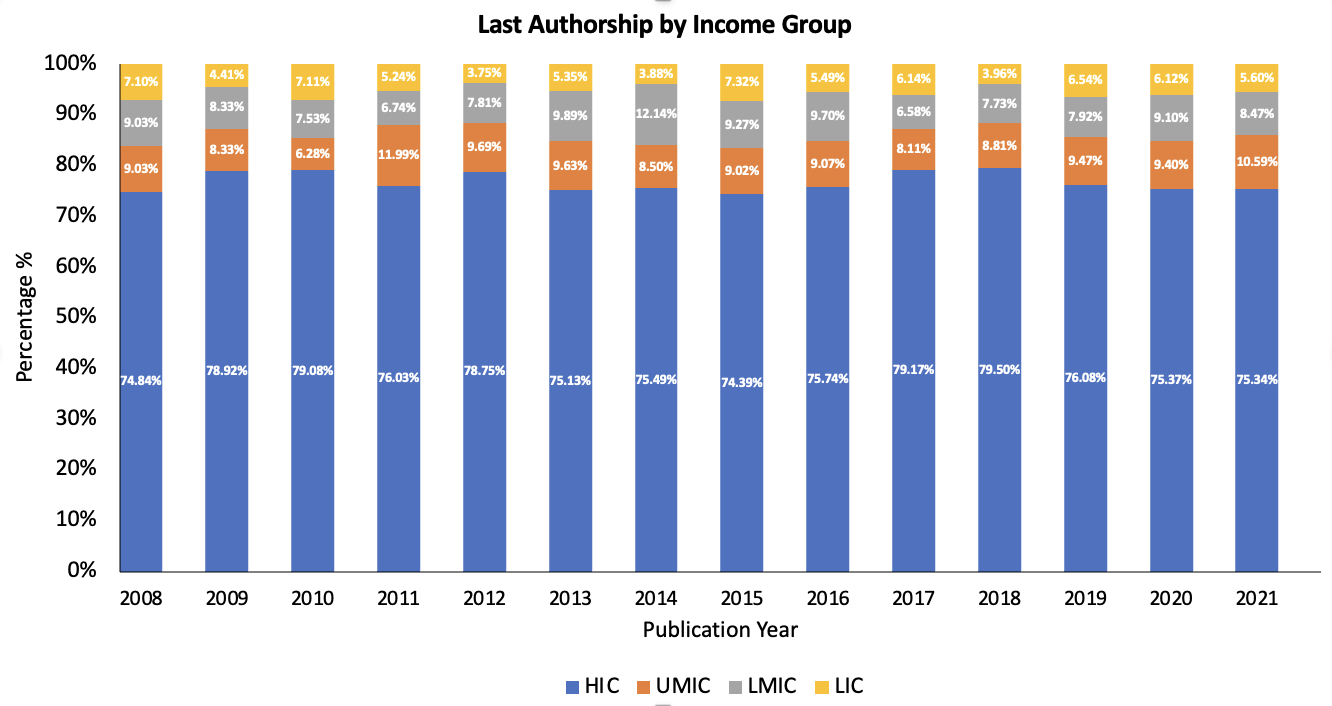 Last Authorship by Income Group
100%
90%
80%
70%
60%
50%
40%
30%
20%
10%
0%
Percentage %
7.10% 4.41% 7.11% 5.24% 3.75% 5.35% 3.88% 7.32% 5.49% 6.14% 3.96% 6.54% 6.12% 5.60%
9.03% 8.33% 7.53% 6.74% 7.81% 9.89% 12.14% 9.27% 9.70% 6.58% 7.73% 7.92% 9.10% 8.47%
9.03% 8.33% 6.28% 11.99% 9.69% 9.63% 8.50% 9.02% 9.07% 8.11% 8.81% 9.47% 9.40% 10.59%
74.84% 78.92% 79.08% 76.03% 78.75% 75.13% 75.49% 74.39% 75.74% 79.17% 79.50% 76.08% 75.37% 75.34%
2008 2009 2010 2011 2012 2013 2014 2015 2016 2017 2018 2019 2020 2021
Publication Year
HIC UMIC LMIC LIC